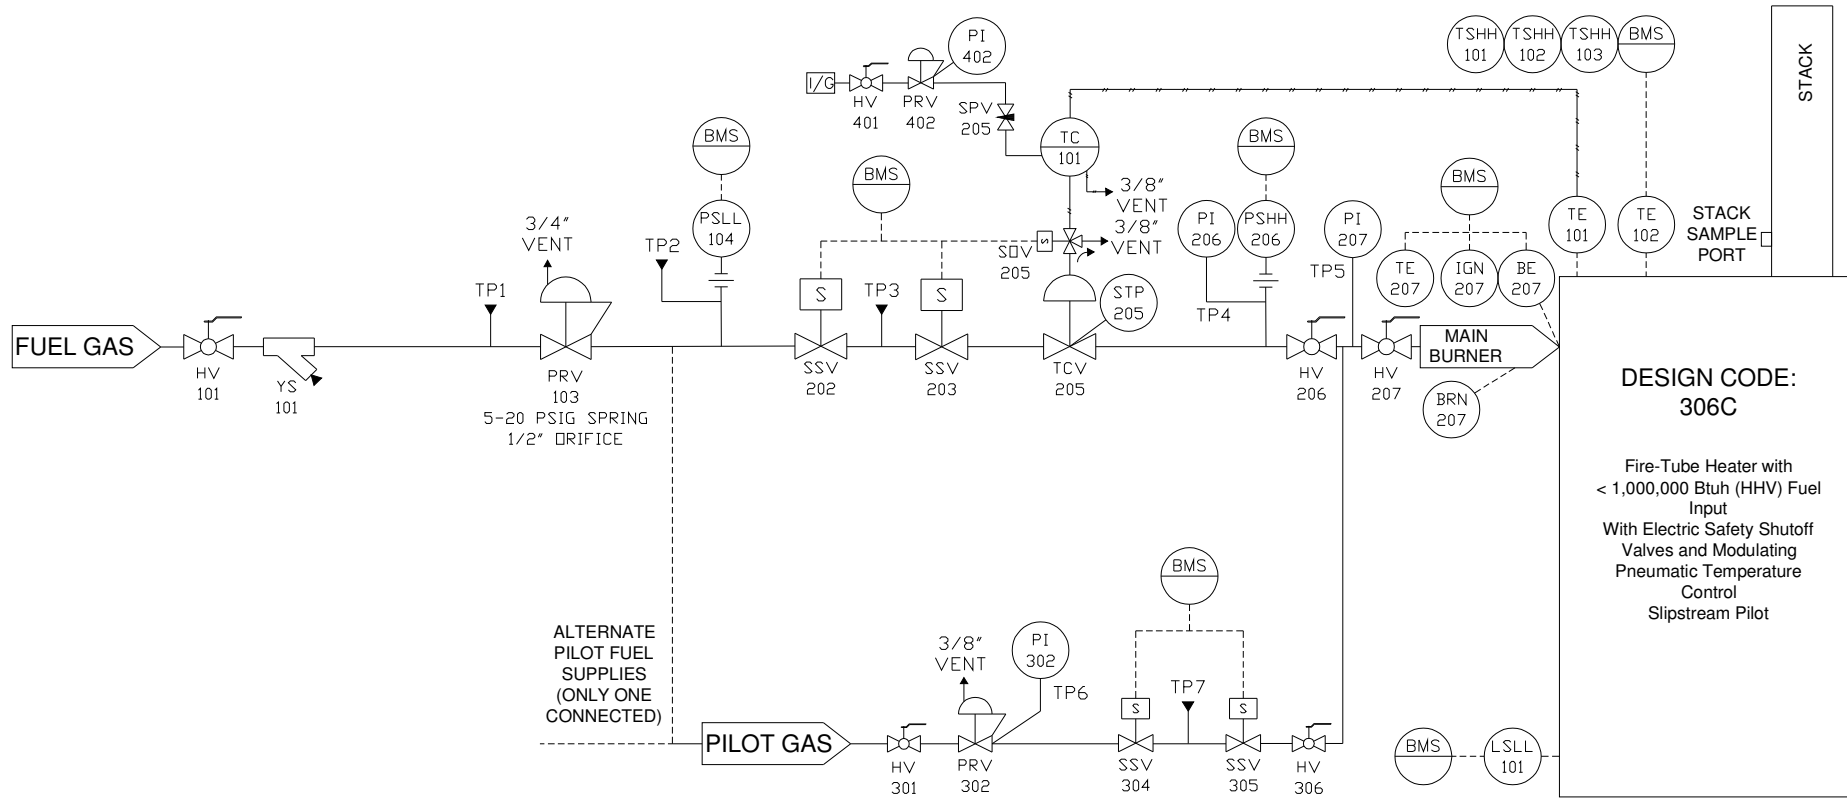 I/G
HV
401
PRV
402
PI
402
SPV
205
TC
101
3/8" VENT
SOV
205
3/8"
VENT
TSHH
101
TSHH
102
TSHH
103
BMS
STACK
BMS
PSLL
104
BMS
BMS
PI
206
PSHH
206
PI
207
BMS
TE
207
IGN
207
BE
207
TE
101
TE
102
STACK
SAMPLE
PORT
3/4"
VENT
TP1
TP2
S
TP3
S
S
STP
205
TP4
TP5
FUEL GAS
HV
101
YS
101
PRV
103
5-20 PSIG SPRING
1/2" ORIFICE
SSV
202
SSV
203
TCV
205
HV
206
HV
207
MAIN
BURNER
BRN
207
DESIGN CODE:
306C
Fire-Tube Heater with
< 1,000,000 Btuh (HHV) Fuel
Input
With Electric Safety Shutoff
Valves and Modulating
Pneumatic Temperature
Control
Slipstream Pilot
ALTERNATE
PILOT FUEL
SUPPLIES
(ONLY ONE
CONNECTED)
PILOT GAS
HV
301
3/8"
VENT
PRV
302
PI
302
TP6
BMS
S
TP7
S
SSV
304
SSV
305
HV
306
BMS
LSLL
101